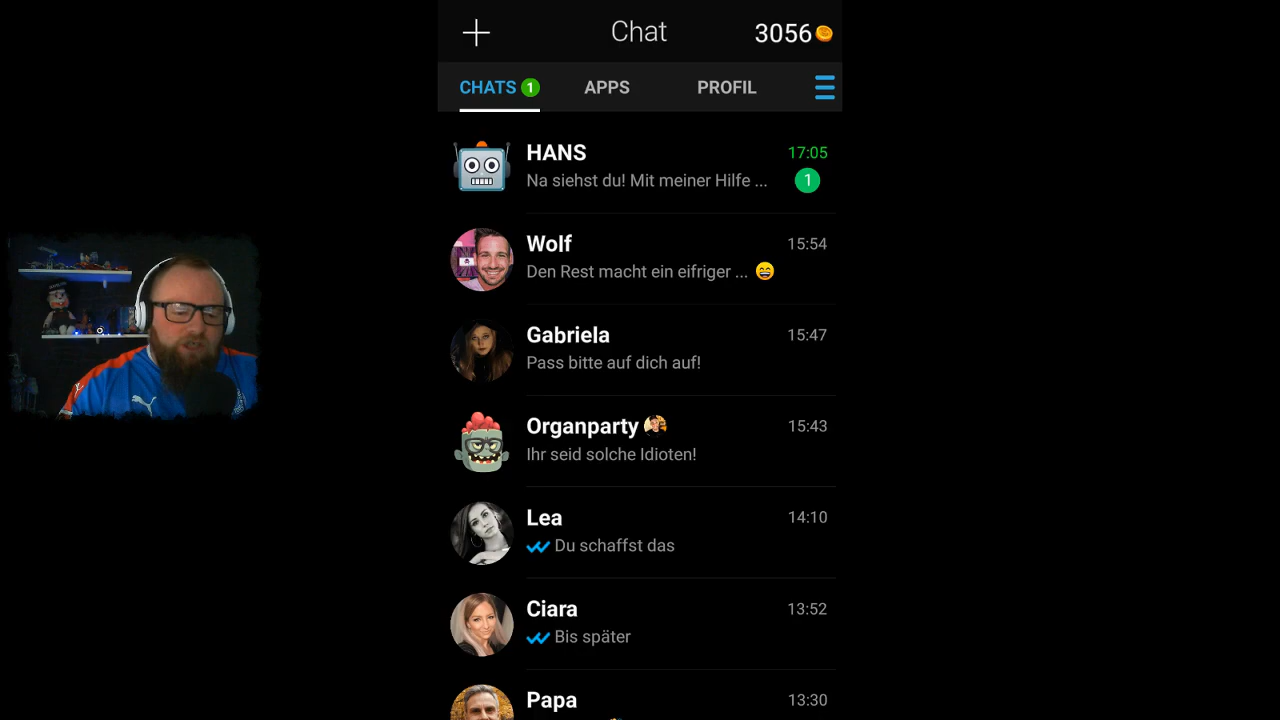 Chat
3056
CHATS 1
APPS
PROFIL
HANS
17:05
Na siehst du! Mit meiner Hilfe ...
1
Wolf
15:54
Den Rest macht ein eifriger ... 😄
Gabriela
15:47
Pass bitte auf dich auf!
Organparty
15:43
Ihr seid solche Idioten!
Lea
14:10
Du schaffst das
Ciara
13:52
Bis später
Papa
13:30